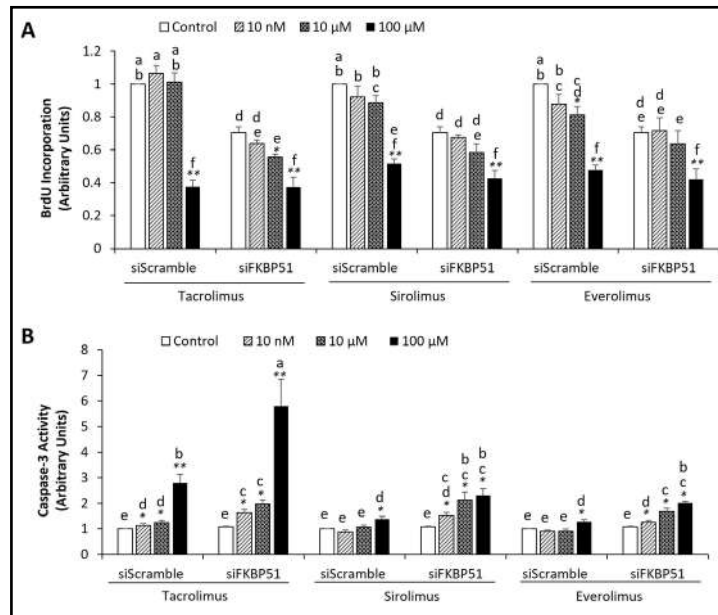 A
Control 10 nM 10 µM 100 µM
BrdU Incorporation
(Arbiitrary Units)
1.2
1
0.8
0.6
0.4
0.2
0
a
b
a
a
b
f
**
d
d
e
e
*
f
**
a
b
b
c
b
c
e
f
**
d
d
d
e
f
**
a
b
b
c
c
d
*
f
**
d
e
d
e
e
f
**
siScramble siFKBP51 siScramble siFKBP51 siScramble siFKBP51
Tacrolimus Sirolimus Everolimus
B
Control 10 nM 10 µM 100 µM
Caspase-3 Activity
(Arbitrary Units)
8
7
6
5
4
3
2
1
0
e
d
*
d
*
b
**
e
c
*
c
*
a
**
e
e
e
d
*
e
c
d
*
b
c
*
b
c
*
e
e
e
d
*
e
d
*
c
*
b
c
*
siScramble siFKBP51 siScramble siFKBP51 siScramble siFKBP51
Tacrolimus Sirolimus Everolimus